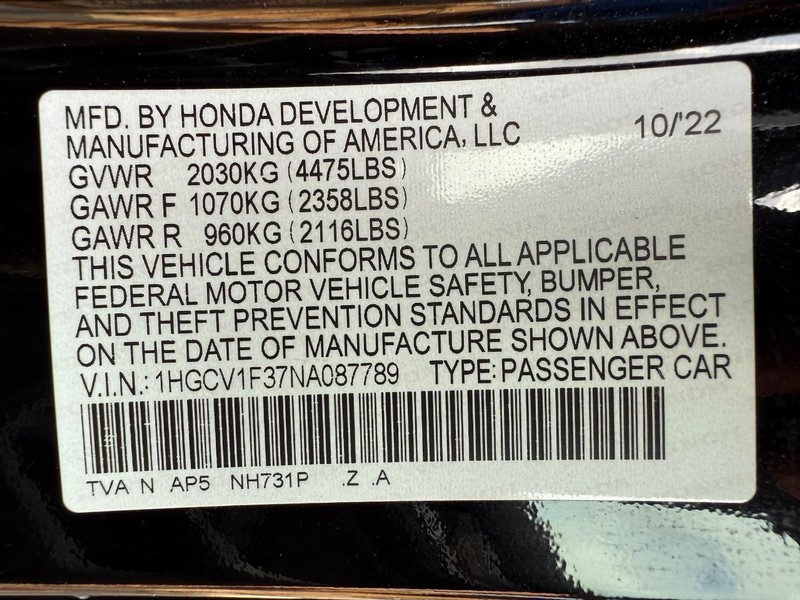 MFD. BY HONDA DEVELOPMENT &
MANUFACTURING OF AMERICA, LLC 10/'22
GVWR 2030KG (4475LBS)
GAWR F 1070KG (2358LBS)
GAWR R 960KG (2116LBS)
THIS VEHICLE CONFORMS TO ALL APPLICABLE
FEDERAL MOTOR VEHICLE SAFETY, BUMPER,
AND THEFT PREVENTION STANDARDS IN EFFECT
ON THE DATE OF MANUFACTURE SHOWN ABOVE.
V.I.N.: 1HGCV1F37NA087789 TYPE: PASSENGER CAR
TVA N AP5 NH731P .Z .A